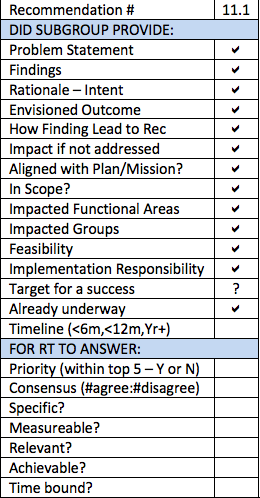 Recommendation # 11.1
DID SUBGROUP PROVIDE:
Problem Statement ✔
Findings ✔
Rationale – Intent ✔
Envisioned Outcome ✔
How Finding Lead to Rec ✔
Impact if not addressed ✔
Aligned with Plan/Mission? ✔
In Scope? ✔
Impacted Functional Areas ✔
Impacted Groups ✔
Feasibility ✔
Implementation Responsibility ✔
Target for a success ?
Already underway ✔
Timeline (<6m,<12m,Yr+)
FOR RT TO ANSWER:
Priority (within top 5 – Y or N)
Consensus (#agree:#disagree)
Specific?
Measureable?
Relevant?
Achievable?
Time bound?